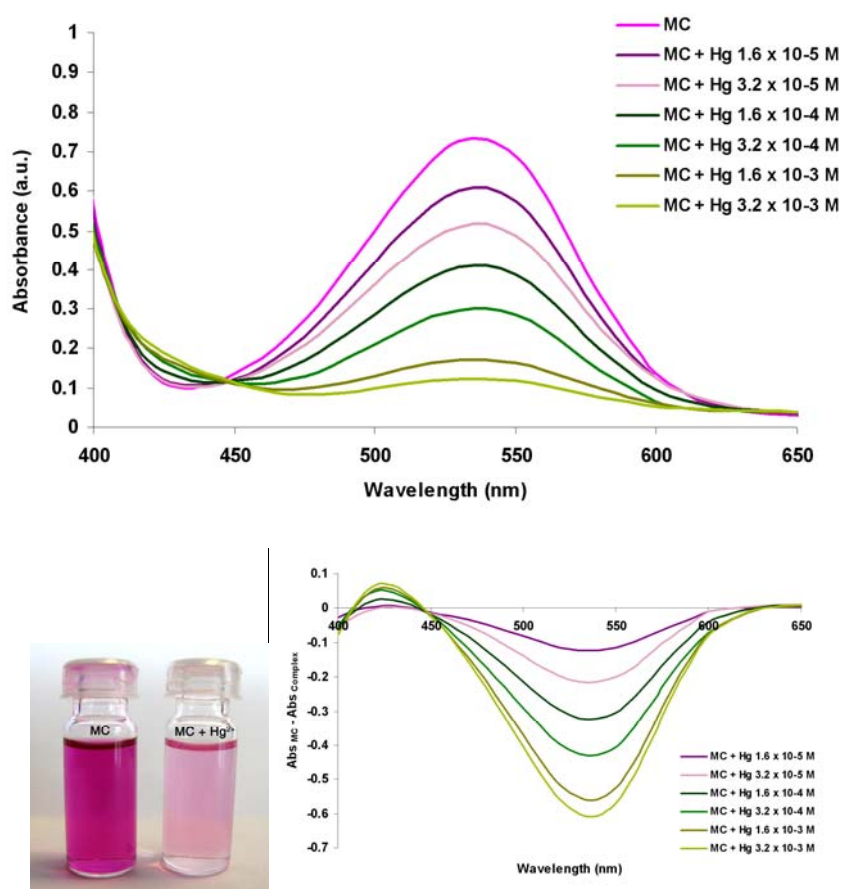 1
0.9
0.8
0.7
0.6
0.5
0.4
0.3
0.2
0.1
0
400 450 500 550 600 650
Absorbance (a.u.)
Wavelength (nm)
MC
MC + Hg 1.6 x 10-5 M
MC + Hg 3.2 x 10-5 M
MC + Hg 1.6 x 10-4 M
MC + Hg 3.2 x 10-4 M
MC + Hg 1.6 x 10-3 M
MC + Hg 3.2 x 10-3 M
MC
MC + Hg²⁺
0.1
0
-0.1
-0.2
-0.3
-0.4
-0.5
-0.6
-0.7
400 450 500 550 600 650
Abs MC - Abs Complex
Wavelength (nm)
MC + Hg 1.6 x 10-5 M
MC + Hg 3.2 x 10-5 M
MC + Hg 1.6 x 10-4 M
MC + Hg 3.2 x 10-4 M
MC + Hg 1.6 x 10-3 M
MC + Hg 3.2 x 10-3 M